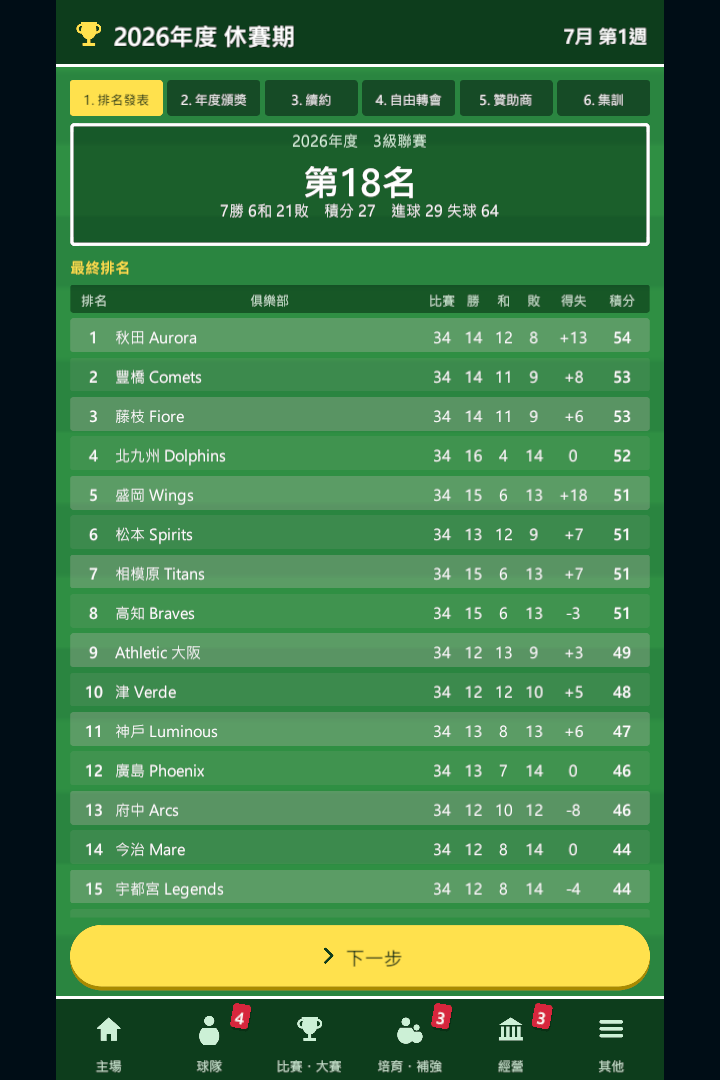 2026年度 休賽期
7月 第1週
1. 排名發表 2. 年度頒獎 3. 續約 4. 自由轉會 5. 贊助商 6. 集訓
2026年度 3級聯賽
第18名
7勝 6和 21敗 積分 27 進球 29 失球 64
最終排名
排名 俱樂部 比賽 勝 和 敗 得失 積分
1 秋田 Aurora 34 14 12 8 +13 54
2 豐橋 Comets 34 14 11 9 +8 53
3 藤枝 Fiore 34 14 11 9 +6 53
4 北九州 Dolphins 34 16 4 14 0 52
5 盛岡 Wings 34 15 6 13 +18 51
6 松本 Spirits 34 13 12 9 +7 51
7 相模原 Titans 34 15 6 13 +7 51
8 高知 Braves 34 15 6 13 -3 51
9 Athletic 大阪 34 12 13 9 +3 49
10 津 Verde 34 12 12 10 +5 48
11 神戶 Luminous 34 13 8 13 +6 47
12 廣島 Phoenix 34 13 7 14 0 46
13 府中 Arcs 34 12 10 12 -8 46
14 今治 Mare 34 12 8 14 0 44
15 宇都宮 Legends 34 12 8 14 -4 44
下一步
4 3 3
主場 球隊 比賽·大賽 培育·補強 經營 其他